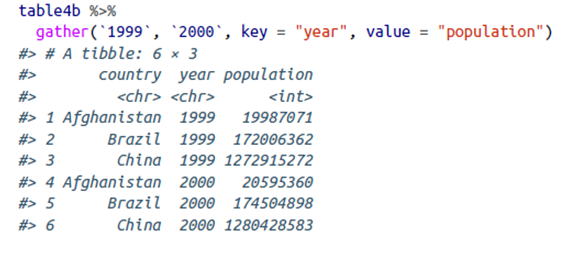 table4b %>%
  gather(`1999`, `2000`, key = "year", value = "population")
#> # A tibble: 6 × 3
#>       country  year population
#>         <chr> <chr>      <int>
#> 1 Afghanistan  1999   19987071
#> 2      Brazil  1999  172006362
#> 3       China  1999 1272915272
#> 4 Afghanistan  2000   20595360
#> 5      Brazil  2000  174504898
#> 6       China  2000 1280428583